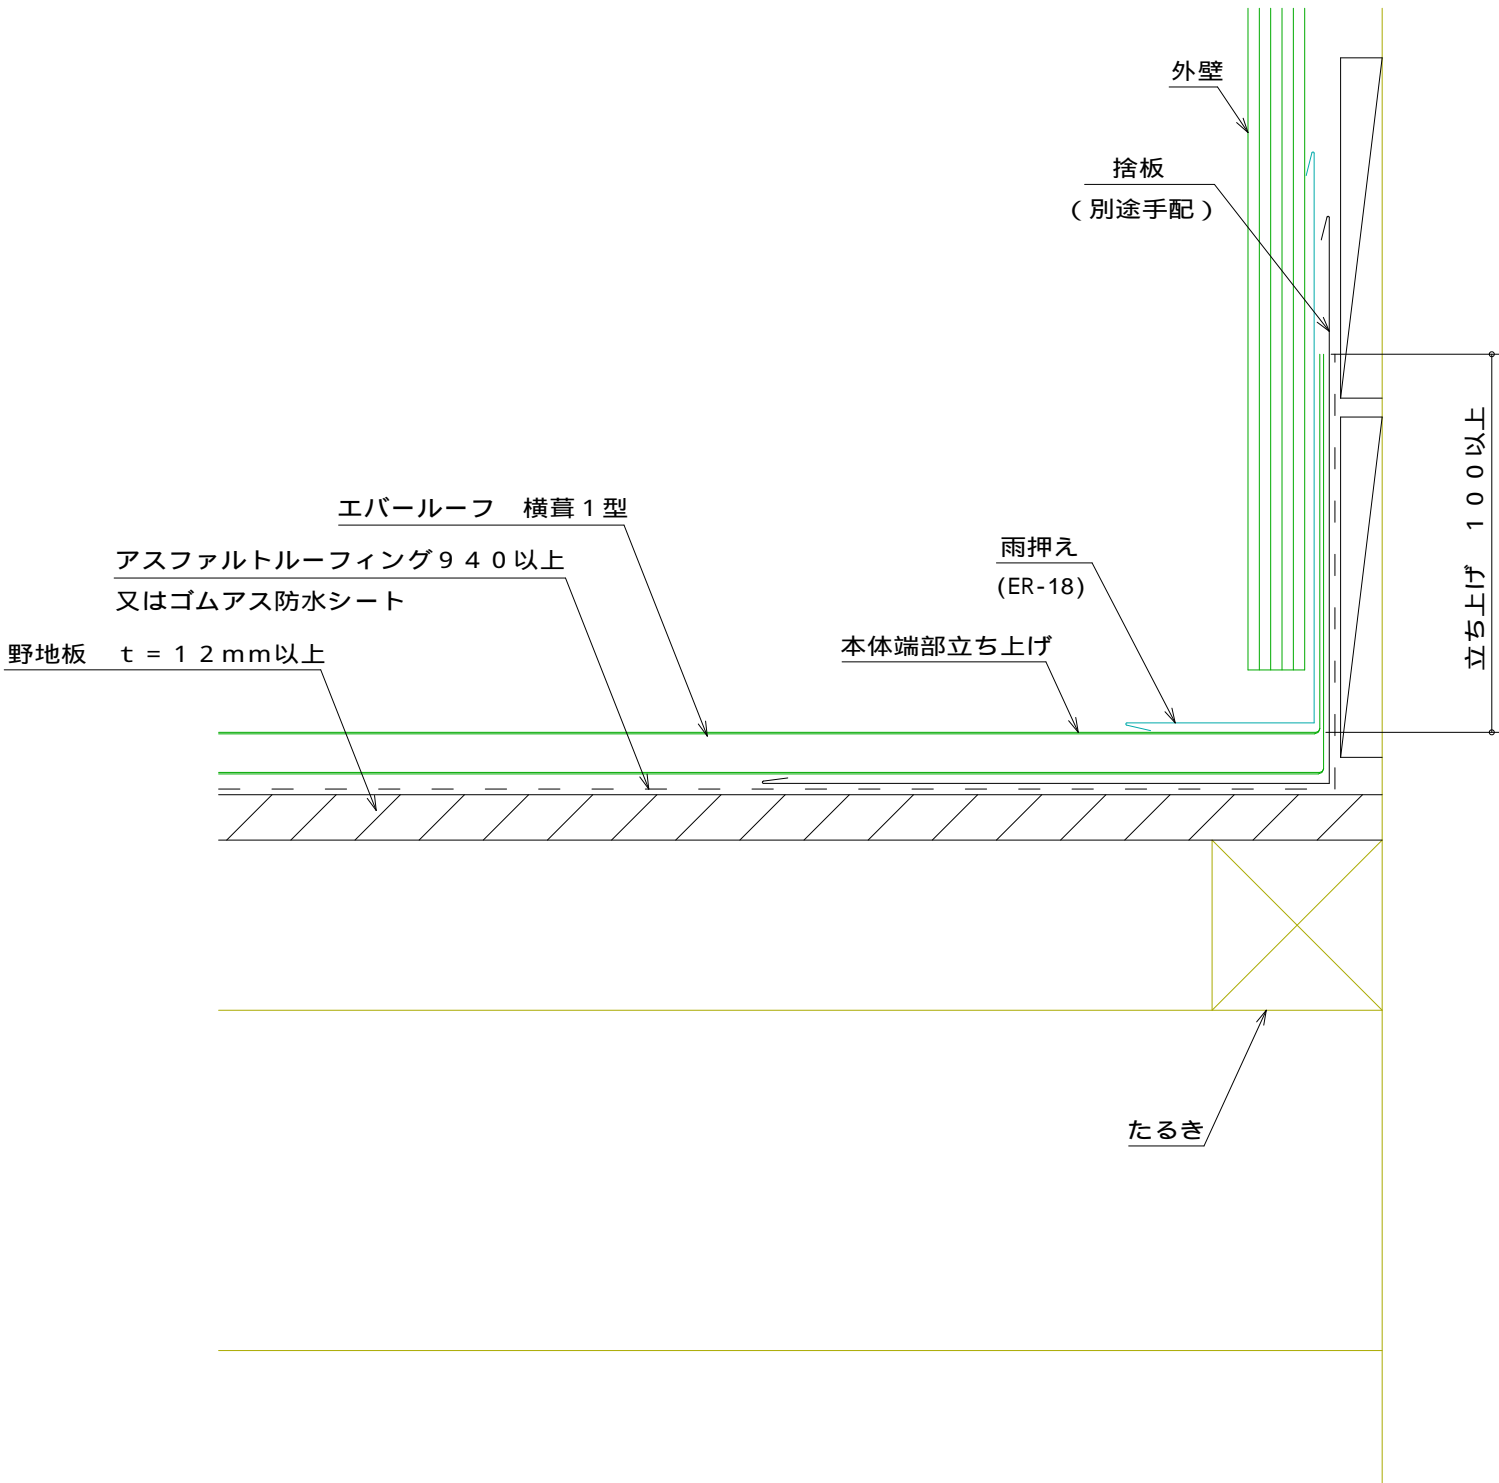 外壁
捨板
（別途手配）
立ち上げ　１００以上
エバールーフ　横葺１型
アスファルトルーフィング９４０以上
又はゴムアス防水シート
雨押え
(ER-18)
野地板　ｔ＝１２mm以上
本体端部立ち上げ
たるき